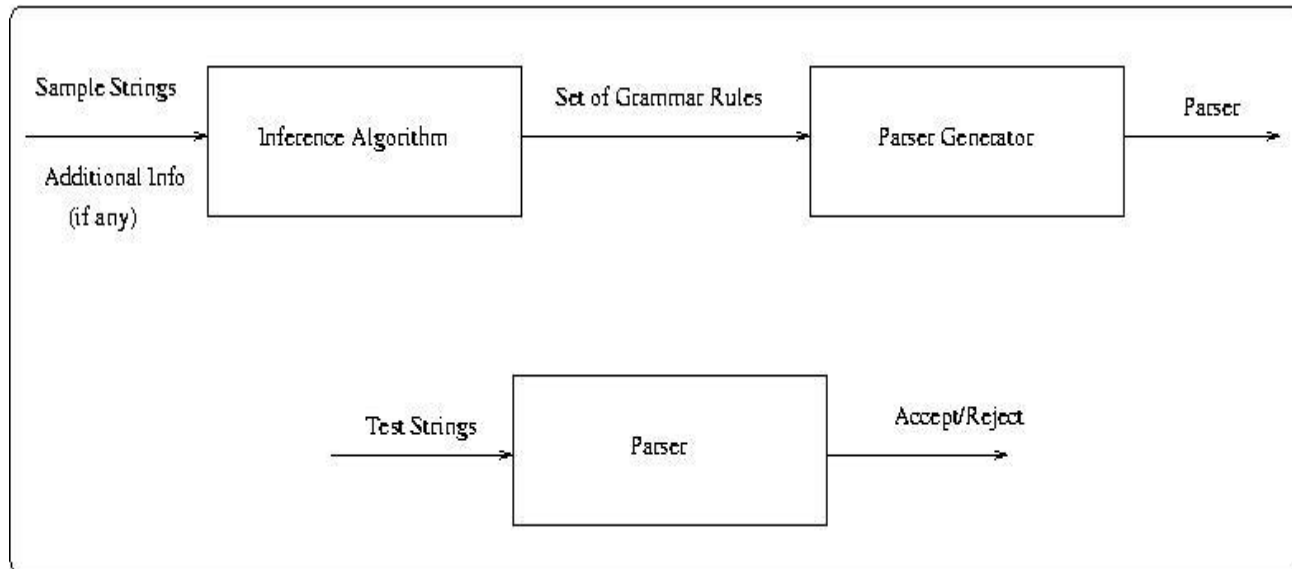 Sample Strings
Additional Info
(if any)
Inference Algorithm
Set of Grammar Rules
Parser Generator
Parser
Test Strings
Parser
Accept/Reject